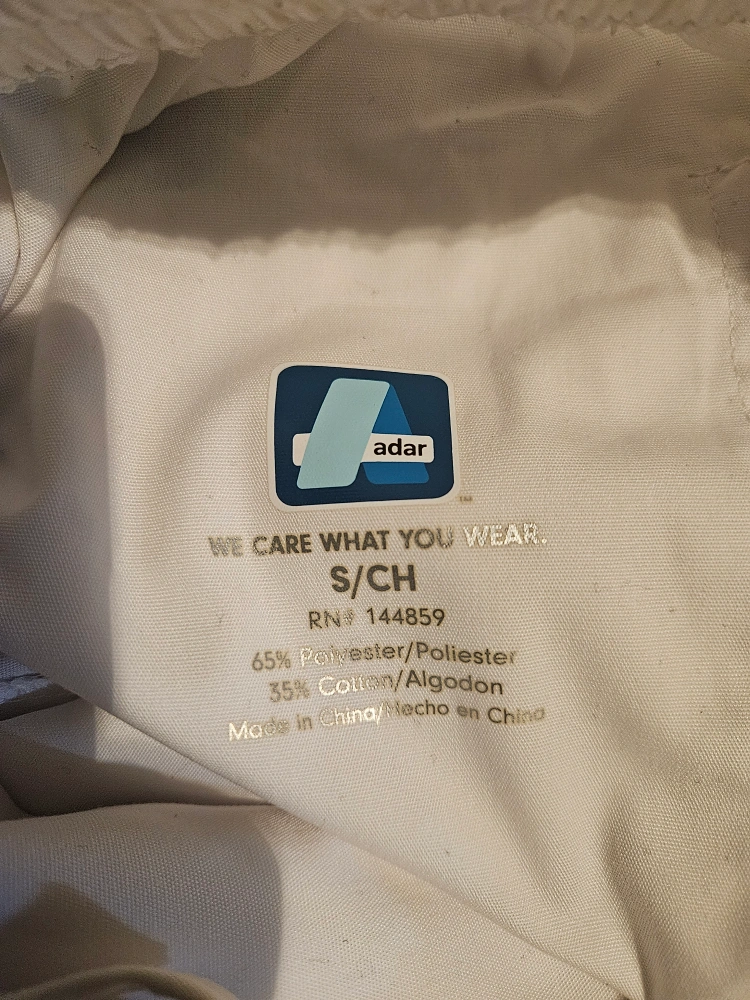 adar
™
WE CARE WHAT YOU WEAR.
S/CH
RN# 144859
65% Polyester/Poliester
35% Cotton/Algodon
Made in China/Hecho en China